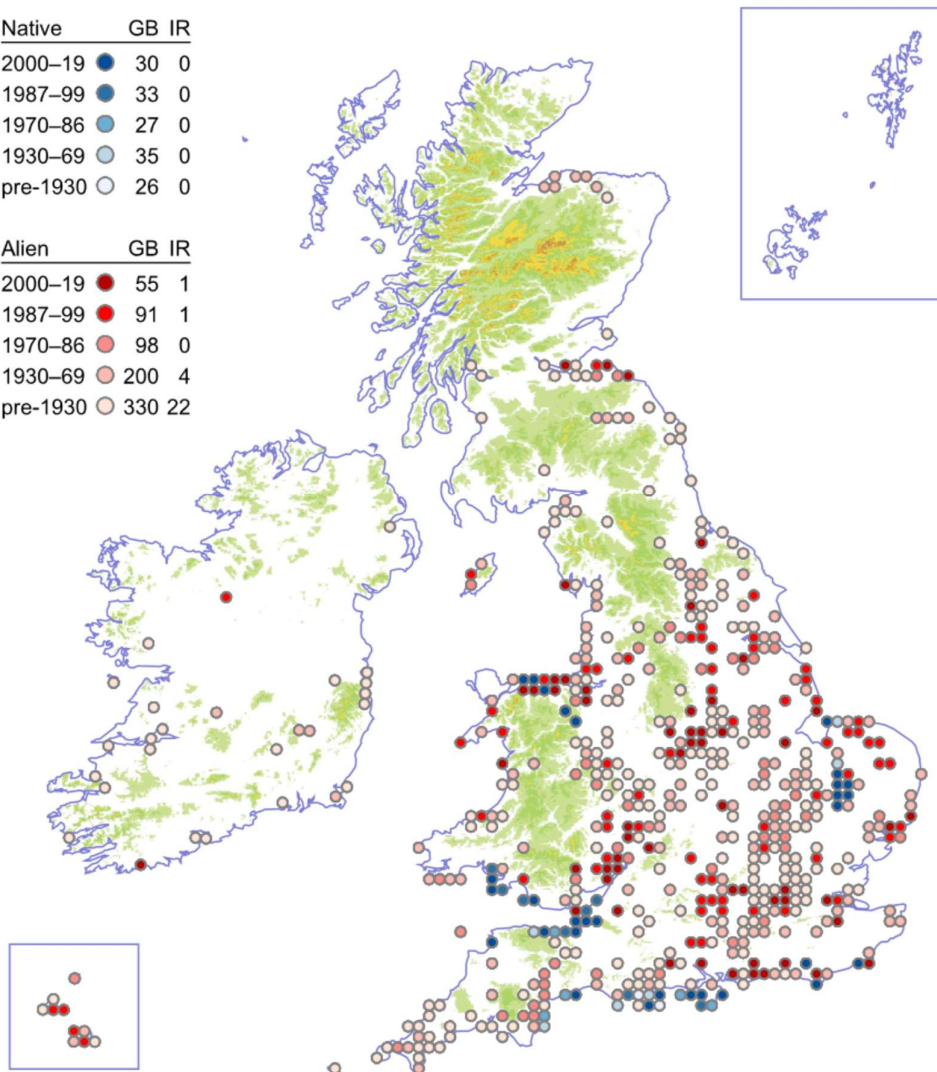 Native GB IR
2000–19 30 0
1987–99 33 0
1970–86 27 0
1930–69 35 0
pre-1930 26 0
Alien GB IR
2000–19 55 1
1987–99 91 1
1970–86 98 0
1930–69 200 4
pre-1930 330 22